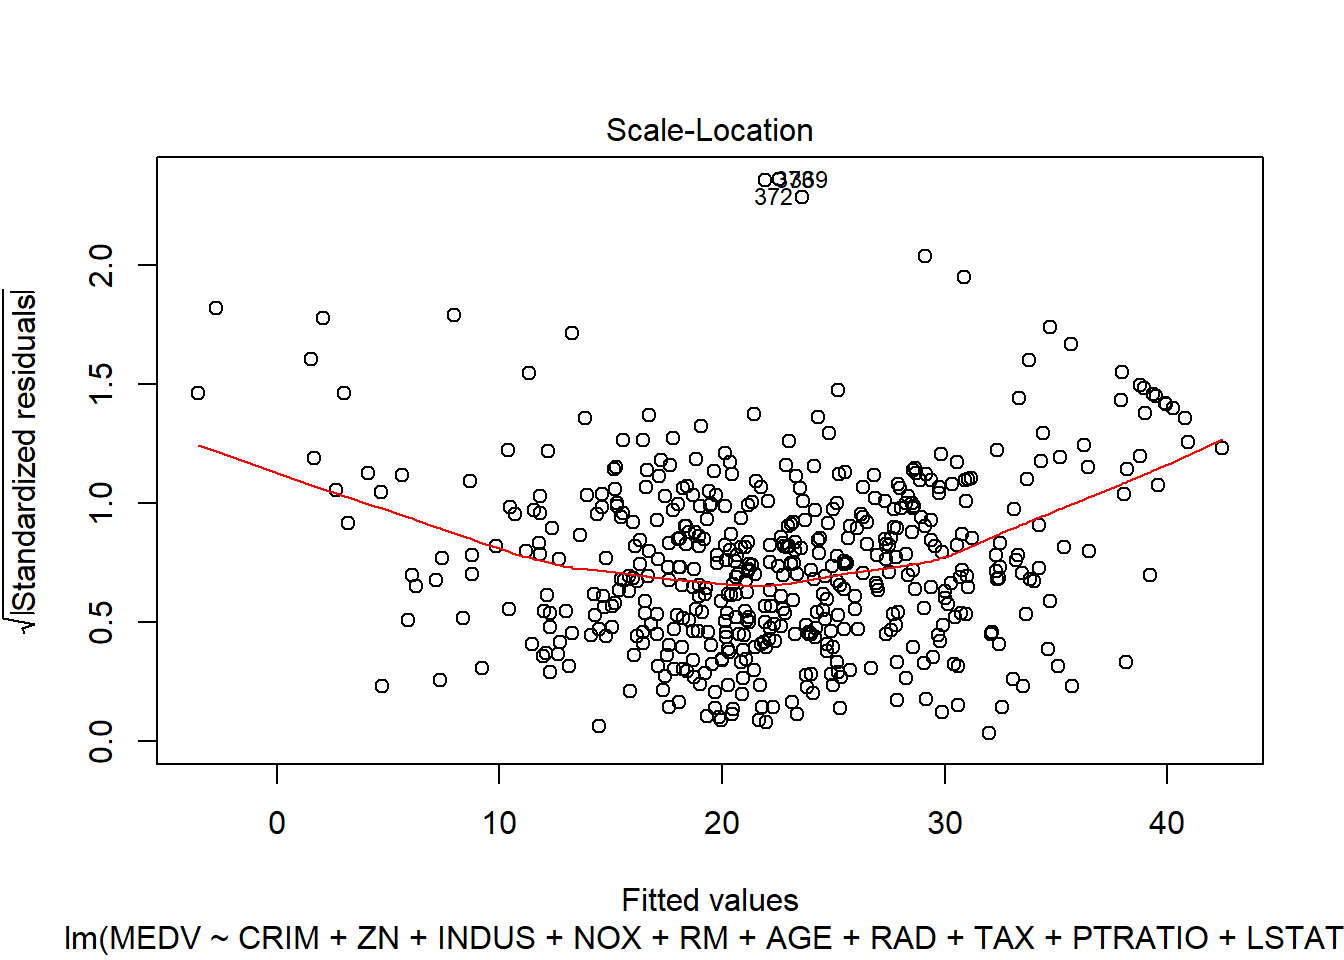 Scale-Location
373 369
372
√|Standardized residuals|
2.0
1.5
1.0
0.5
0.0
0 10 20 30 40
Fitted values
lm(MEDV ~ CRIM + ZN + INDUS + NOX + RM + AGE + RAD + TAX + PTRATIO + LSTAT